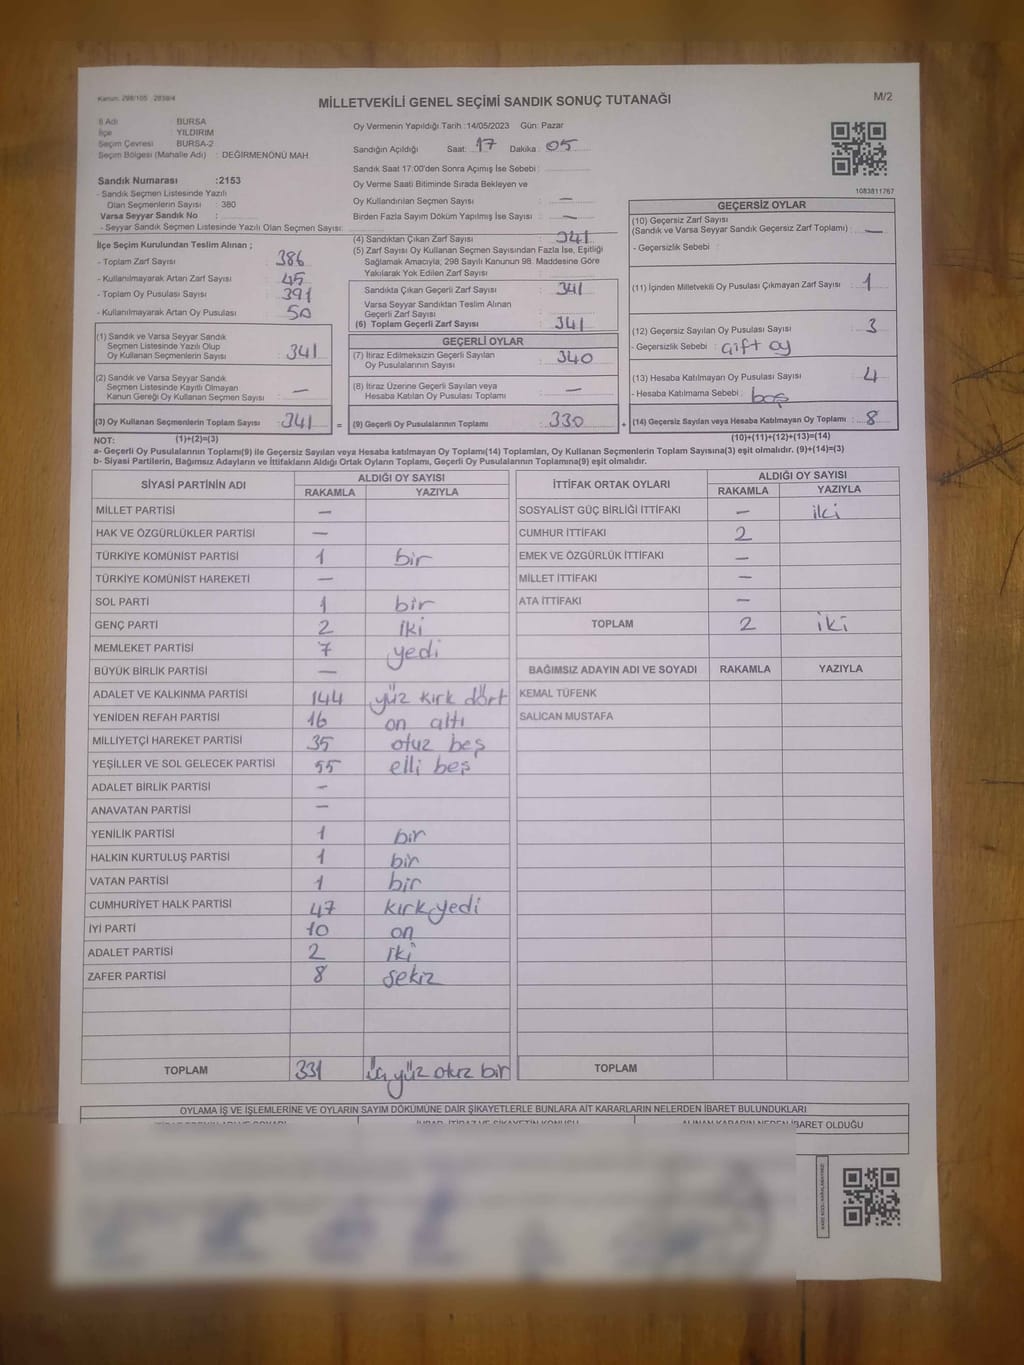 Kanun: 298/105 2839/4
MİLLETVEKİLİ GENEL SEÇİMİ SANDIK SONUÇ TUTANAĞI
M/2
İl Adı : BURSA
İlçe : YILDIRIM
Seçim Çevresi : BURSA-2
Seçim Bölgesi (Mahalle Adı) : DEĞİRMENÖNÜ MAH
Sandık Numarası :2153
- Sandık Seçmen Listesinde Yazılı
Olan Seçmenlerin Sayısı : 380
Varsa Seyyar Sandık No :
- Seyyar Sandık Seçmen Listesinde Yazılı Olan Seçmen Sayısı:
Oy Vermenin Yapıldığı Tarih :14/05/2023 Gün: Pazar
Sandığın Açıldığı Saat: 17 Dakika: 05
Sandık Saat 17:00'den Sonra Açımış İse Sebebi :
Oy Verme Saati Bitiminde Sırada Bekleyen ve
Oy Kullandırılan Seçmen Sayısı : —
Birden Fazla Sayım Döküm Yapılmış İse Sayısı : —
1083811767
İlçe Seçim Kurulundan Teslim Alınan ;
- Toplam Zarf Sayısı : 386
- Kullanılmayarak Artan Zarf Sayısı : 45
- Toplam Oy Pusulası Sayısı : 391
- Kullanılmayarak Artan Oy Pusulası : 50
(1) Sandık ve Varsa Seyyar Sandık
Seçmen Listesinde Yazılı Olup
Oy Kullanan Seçmenlerin Sayısı : 341
(2) Sandık ve Varsa Seyyar Sandık
Seçmen Listesinde Kayıtlı Olmayan
Kanun Gereği Oy Kullanan Seçmen Sayısı : —
(3) Oy Kullanan Seçmenlerin Toplam Sayısı : 341 =
(4) Sandıktan Çıkan Zarf Sayısı : 341
(5) Zarf Sayısı Oy Kullanan Seçmen Sayısından Fazla İse, Eşitliği
Sağlamak Amacıyla, 298 Sayılı Kanunun 98. Maddesine Göre
Yakılarak Yok Edilen Zarf Sayısı :
Sandıkta Çıkan Geçerli Zarf Sayısı : 341
Varsa Seyyar Sandıktan Teslim Alınan
Geçerli Zarf Sayısı :
(6) Toplam Geçerli Zarf Sayısı : 341
GEÇERLİ OYLAR
(7) İtiraz Edilmeksizin Geçerli Sayılan
Oy Pusulalarının Sayısı : 340
(8) İtiraz Üzerine Geçerli Sayılan veya
Hesaba Katılan Oy Pusulası Toplamı : —
(9) Geçerli Oy Pusulalarının Toplamı : 330 +
GEÇERSİZ OYLAR
(10) Geçersiz Zarf Sayısı
(Sandık ve Varsa Seyyar Sandık Geçersiz Zarf Toplamı) : —
- Geçersizlik Sebebi :
(11) İçinden Milletvekili Oy Pusulası Çıkmayan Zarf Sayısı : 1
(12) Geçersiz Sayılan Oy Pusulası Sayısı : 3
- Geçersizlik Sebebi : Çift oy
(13) Hesaba Katılmayan Oy Pusulası Sayısı : 4
- Hesaba Katılmama Sebebi : boş
(14) Geçersiz Sayılan veya Hesaba Katılmayan Oy Toplamı : 8
NOT: (1)+(2)=(3)
(10)+(11)+(12)+(13)=(14)
a- Geçerli Oy Pusulalarının Toplamı(9) ile Geçersiz Sayılan veya Hesaba katılmayan Oy Toplamı(14) Toplamları, Oy Kullanan Seçmenlerin Toplam Sayısına(3) eşit olmalıdır. (9)+(14)=(3)
b- Siyasi Partilerin, Bağımsız Adayların ve İttifakların Aldığı Ortak Oyların Toplamı, Geçerli Oy Pusulalarının Toplamına(9) eşit olmalıdır.
SİYASİ PARTİNİN ADI ALDIĞI OY SAYISI
RAKAMLA YAZIYLA
MİLLET PARTİSİ —
HAK VE ÖZGÜRLÜKLER PARTİSİ —
TÜRKİYE KOMÜNİST PARTİSİ 1 bir
TÜRKİYE KOMÜNİST HAREKETİ —
SOL PARTİ 1 bir
GENÇ PARTİ 2 iki
MEMLEKET PARTİSİ 7 yedi
BÜYÜK BİRLİK PARTİSİ —
ADALET VE KALKINMA PARTİSİ 144 yüz kırk dört
YENİDEN REFAH PARTİSİ 16 on altı
MİLLİYETÇİ HAREKET PARTİSİ 35 otuz beş
YEŞİLLER VE SOL GELECEK PARTİSİ 55 elli beş
ADALET BİRLİK PARTİSİ —
ANAVATAN PARTİSİ —
YENİLİK PARTİSİ 1 bir
HALKIN KURTULUŞ PARTİSİ 1 bir
VATAN PARTİSİ 1 bir
CUMHURİYET HALK PARTİSİ 47 kırk yedi
İYİ PARTİ 10 on
ADALET PARTİSİ 2 iki
ZAFER PARTİSİ 8 sekiz
TOPLAM 331 üç yüz otuz bir
İTTİFAK ORTAK OYLARI ALDIĞI OY SAYISI
RAKAMLA YAZIYLA
SOSYALİST GÜÇ BİRLİĞİ İTTİFAKI — iki
CUMHUR İTTİFAKI 2
EMEK VE ÖZGÜRLÜK İTTİFAKI —
MİLLET İTTİFAKI —
ATA İTTİFAKI —
TOPLAM 2 iki
BAĞIMSIZ ADAYIN ADI VE SOYADI RAKAMLA YAZIYLA
KEMAL TÜFENK
SALİCAN MUSTAFA
TOPLAM
OYLAMA İŞ VE İŞLEMLERİNE VE OYLARIN SAYIM DÖKÜMÜNE DAİR ŞİKAYETLERLE BUNLARA AİT KARARLARIN NELERDEN İBARET BULUNDUKLARI
ALINAN KARARIN NEDEN İBARET OLDUĞU